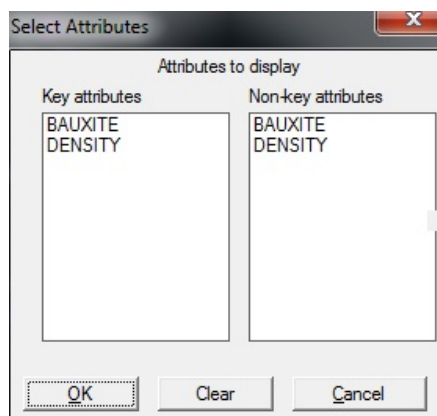 Select Attributes
X
Attributes to display
Key attributes
BAUXITE
DENSITY
Non-key attributes
BAUXITE
DENSITY
OK
Clear
Cancel